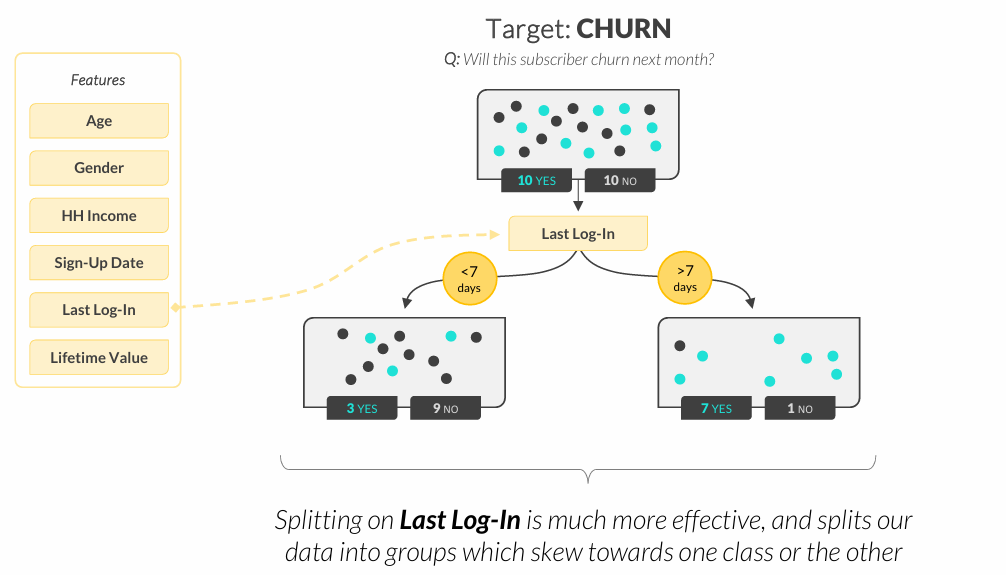 Target: CHURN
Q: Will this subscriber churn next month?
Features
Age
Gender
HH Income
Sign-Up Date
Last Log-In
Lifetime Value
10 YES
10 NO
Last Log-In
<7
days
>7
days
3 YES
9 NO
7 YES
1 NO
Splitting on Last Log-In is much more effective, and splits our
data into groups which skew towards one class or the other